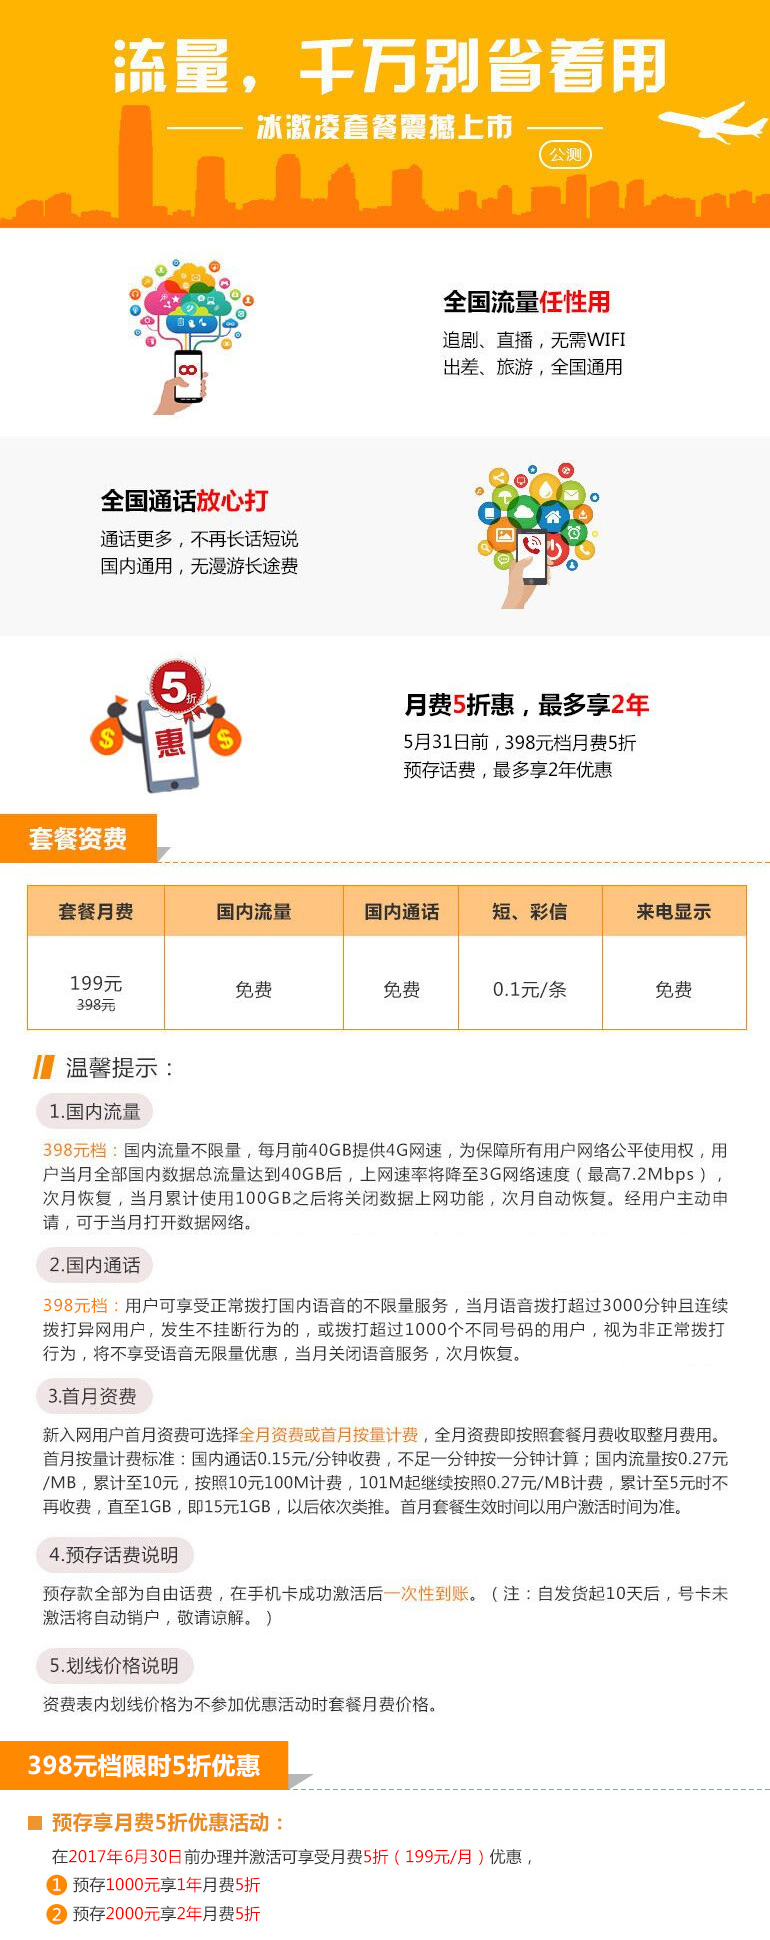 流量，千万别省着用
冰激凌套餐震撼上市
公测
全国流量任性用
追剧、直播，无需WIFI
出差、旅游，全国通用
全国通话放心打
通话更多，不再长话短说
国内通用，无漫游长途费
5折
惠
$ $
月费5折惠，最多享2年
5月31日前，398元档月费5折
预存话费，最多享2年优惠
套餐资费
套餐月费 国内流量 国内通话 短、彩信 来电显示
199元 免费 免费 0.1元/条 免费
398元
温馨提示：
1.国内流量
398元档：国内流量不限量，每月前40GB提供4G网速，为保障所有用户网络公平使用权，用
户当月全部国内数据总流量达到40GB后，上网速率将降至3G网络速度（最高7.2Mbps），
次月恢复，当月累计使用100GB之后将关闭数据上网功能，次月自动恢复。经用户主动申
请，可于当月打开数据网络。
2.国内通话
398元档：用户可享受正常拨打国内语音的不限量服务，当月语音拨打超过3000分钟且连续
拨打异网用户，发生不挂断行为的，或拨打超过1000个不同号码的用户，视为非正常拨打
行为，将不享受语音无限量优惠，当月关闭语音服务，次月恢复。
3.首月资费
新入网用户首月资费可选择全月资费或首月按量计费，全月资费即按照套餐月费收取整月费用。
首月按量计费标准：国内通话0.15元/分钟收费，不足一分钟按一分钟计算；国内流量按0.27元
/MB，累计至10元，按照10元100M计费，101M起继续按照0.27元/MB计费，累计至5元时不
再收费，直至1GB，即15元1GB，以后依次类推。首月套餐生效时间以用户激活时间为准。
4.预存话费说明
预存款全部为自由话费，在手机卡成功激活后一次性到账。（注：自发货起10天后，号卡未
激活将自动销户，敬请谅解。）
5.划线价格说明
资费表内划线价格为不参加优惠活动时套餐月费价格。
398元档限时5折优惠
预存享月费5折优惠活动：
在2017年6月30日前办理并激活可享受月费5折（199元/月）优惠，
1 预存1000元享1年月费5折
2 预存2000元享2年月费5折